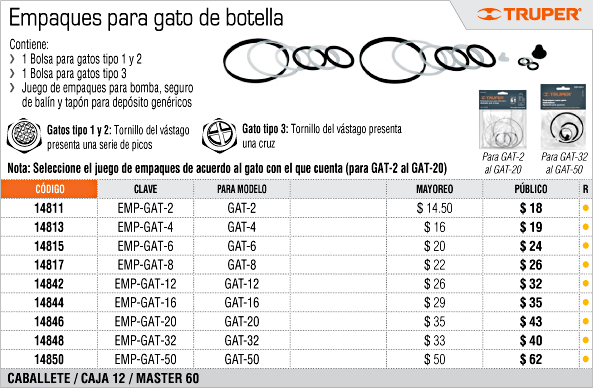 Empaques para gato de botella
TRUPER®
Contiene:
› 1 Bolsa para gatos tipo 1 y 2
› 1 Bolsa para gatos tipo 3
› Juego de empaques para bomba, seguro
de balín y tapón para depósito genéricos
TRUPER
TRUPER
Gatos tipo 1 y 2: Tornillo del vástago
presenta una serie de picos
Gato tipo 3: Tornillo del vástago presenta
una cruz
Para GAT-2
al GAT-20
Para GAT-32
al GAT-50
Nota: Seleccione el juego de empaques de acuerdo al gato con el que cuenta (para GAT-2 al GAT-20)
CÓDIGO CLAVE PARA MODELO MAYOREO PÚBLICO R
14811 EMP-GAT-2 GAT-2 $ 14.50 $ 18
14813 EMP-GAT-4 GAT-4 $ 16 $ 19
14815 EMP-GAT-6 GAT-6 $ 20 $ 24
14817 EMP-GAT-8 GAT-8 $ 22 $ 26
14842 EMP-GAT-12 GAT-12 $ 26 $ 32
14844 EMP-GAT-16 GAT-16 $ 29 $ 35
14846 EMP-GAT-20 GAT-20 $ 35 $ 43
14848 EMP-GAT-32 GAT-32 $ 33 $ 40
14850 EMP-GAT-50 GAT-50 $ 50 $ 62
CABALLETE / CAJA 12 / MASTER 60